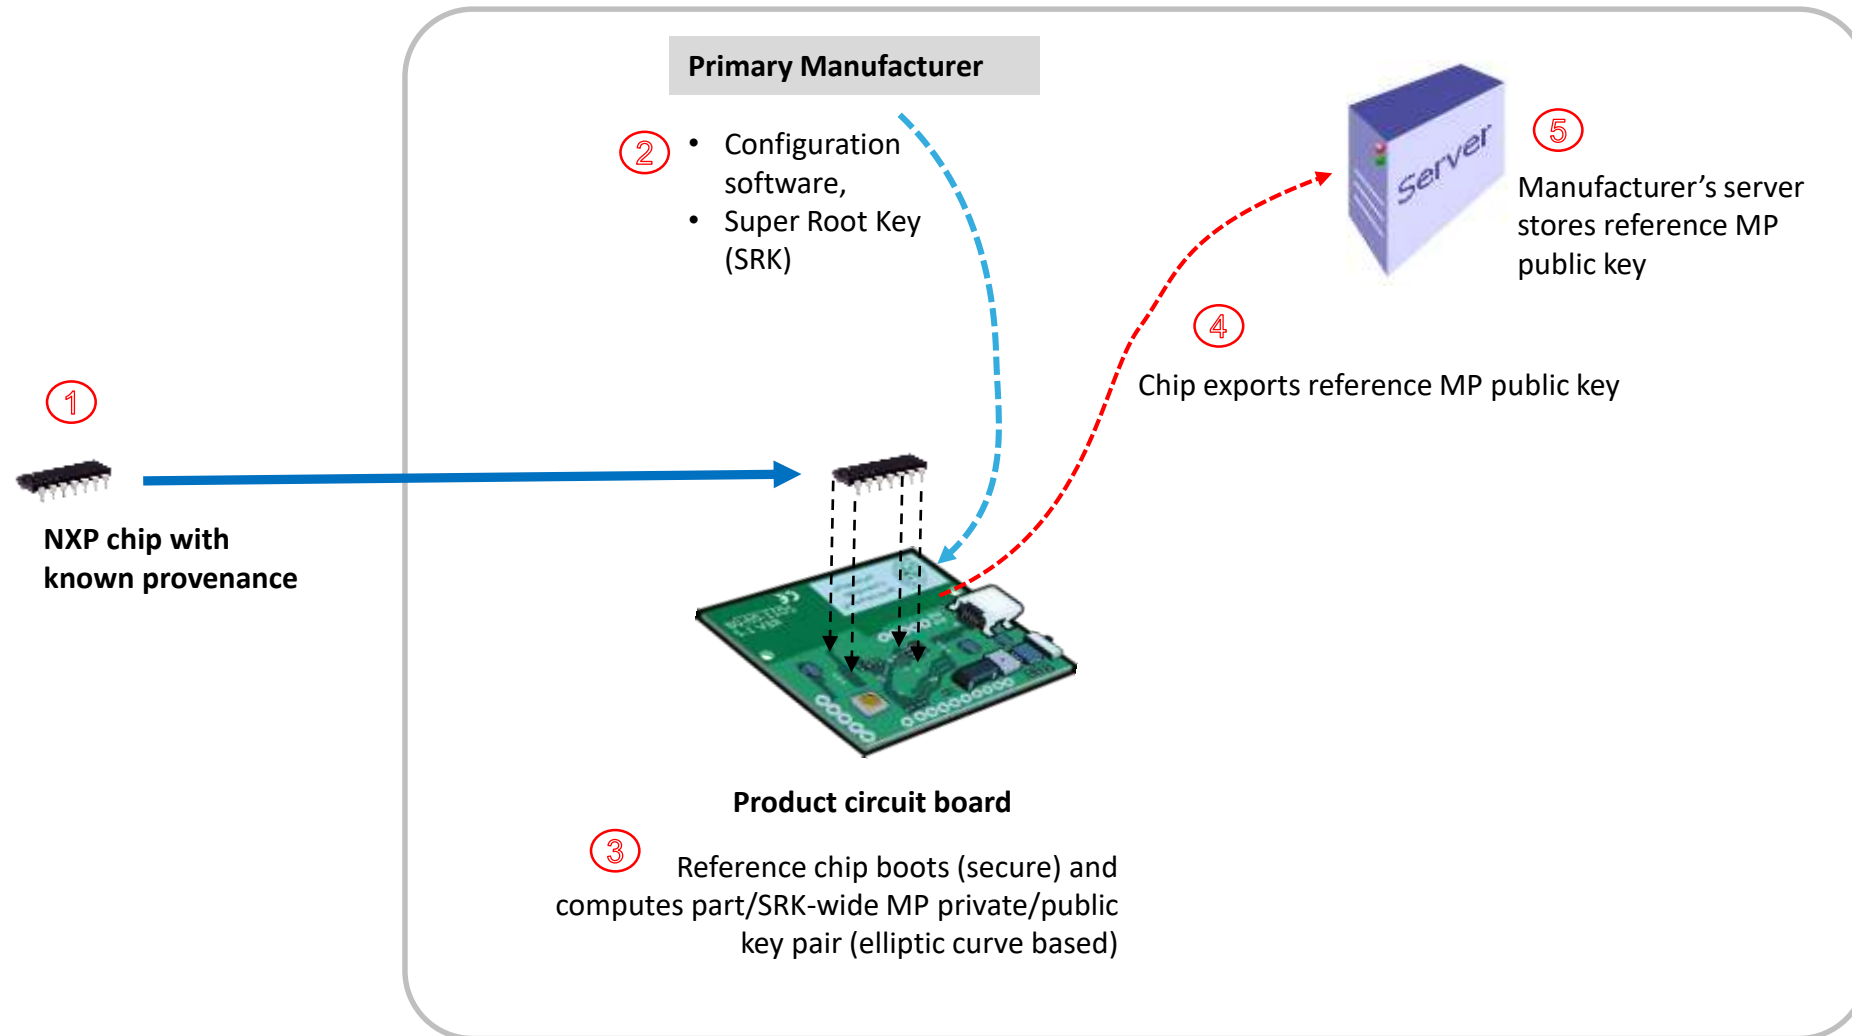 Primary Manufacturer
2
• Configuration
software,
• Super Root Key
(SRK)
Server
5
Manufacturer’s server
stores reference MP
public key
4
Chip exports reference MP public key
1
NXP chip with
known provenance
Product circuit board
3
Reference chip boots (secure) and
computes part/SRK-wide MP private/public
key pair (elliptic curve based)